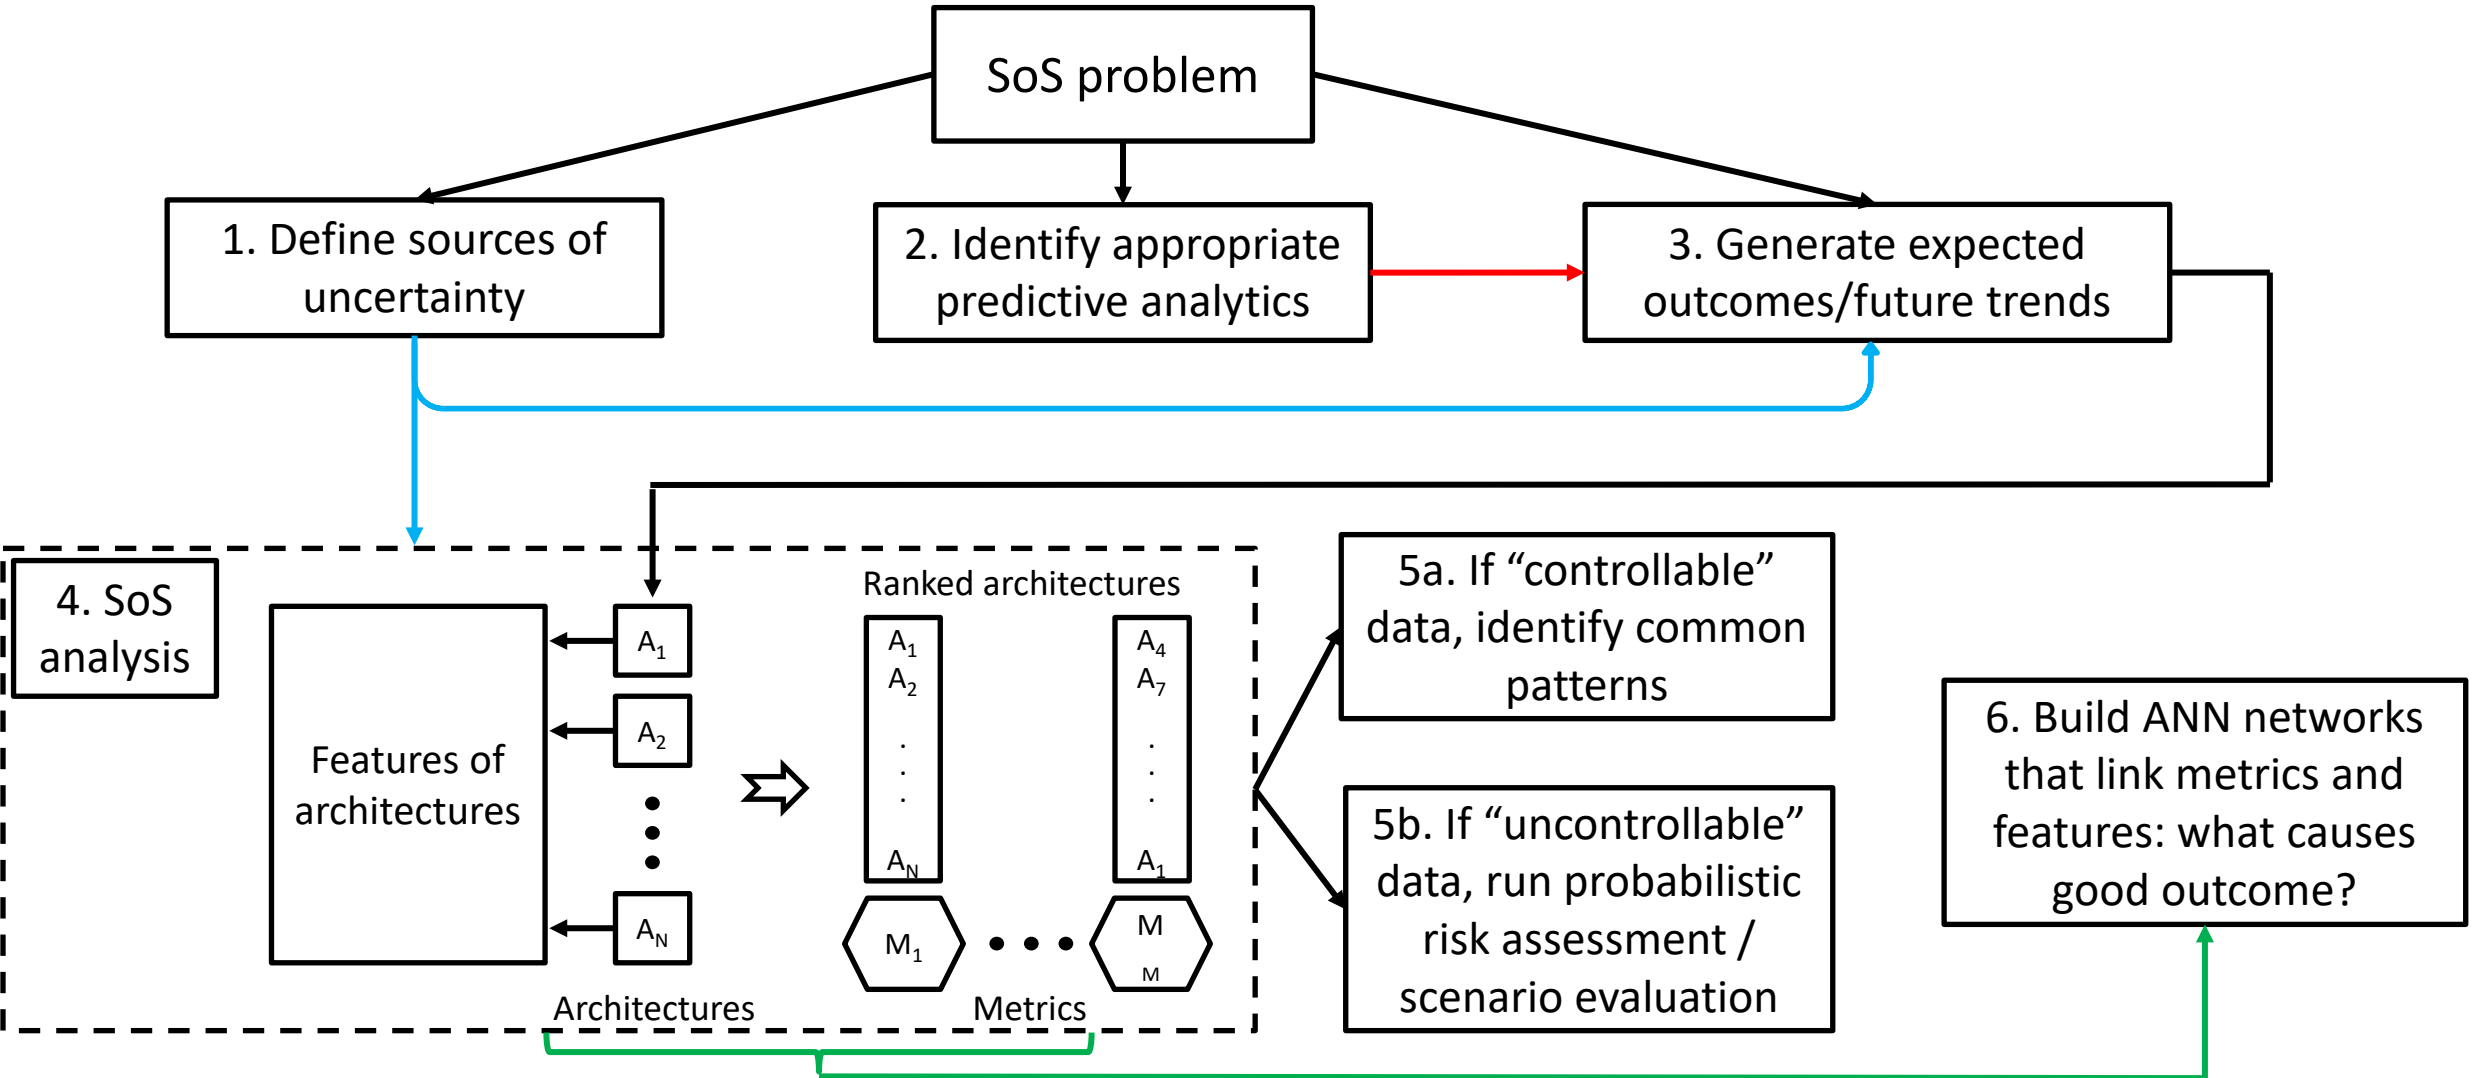 SoS problem
1. Define sources of
uncertainty
2. Identify appropriate
predictive analytics
3. Generate expected
outcomes/future trends
4. SoS
analysis
Features of
architectures
A₁
A₂
A_N
Architectures
Ranked architectures
A₁
A₂
.
.
.
A_N
M₁
A₄
A₇
.
.
.
A₁
M
M
Metrics
5a. If “controllable”
data, identify common
patterns
5b. If “uncontrollable”
data, run probabilistic
risk assessment /
scenario evaluation
6. Build ANN networks
that link metrics and
features: what causes
good outcome?